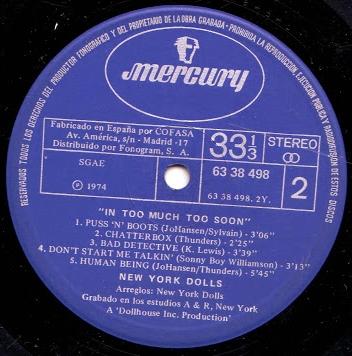 RESERVADOS TODOS LOS DERECHOS DEL PRODUCTOR FONOGRAFICO Y DEL PROPIETARIO DE LA OBRA GRABADA - PROHIBIDA LA REPRODUCCION, EJECUCION PUBLICA Y RADIODIFUSION DE ESTOS DISCOS
mercury
Fabricado en España por COFASA
Av. América, s/n - Madrid -17
Distribuido por Fonogram, S. A.
SGAE
Ⓟ 1974
33 1/3
STEREO
63 38 498
63 38 498. 2Y.
2
"IN TOO MUCH TOO SOON"
1. PUSS 'N' BOOTS (JoHansen/Sylvain) - 3'06"
2. CHATTERBOX (Thunders) - 2'25"
3. BAD DETECTIVE (K. Lewis) - 3'39"
4. DON'T START ME TALKIN' (Sonny Boy Williamson) - 3'13"
5. HUMAN BEING (JoHansen/Thunders) - 5'45"
NEW YORK DOLLS
Arreglos: New York Dolls
Grabado en los estudios A & R, New York
A 'Dollhouse Inc. Production'